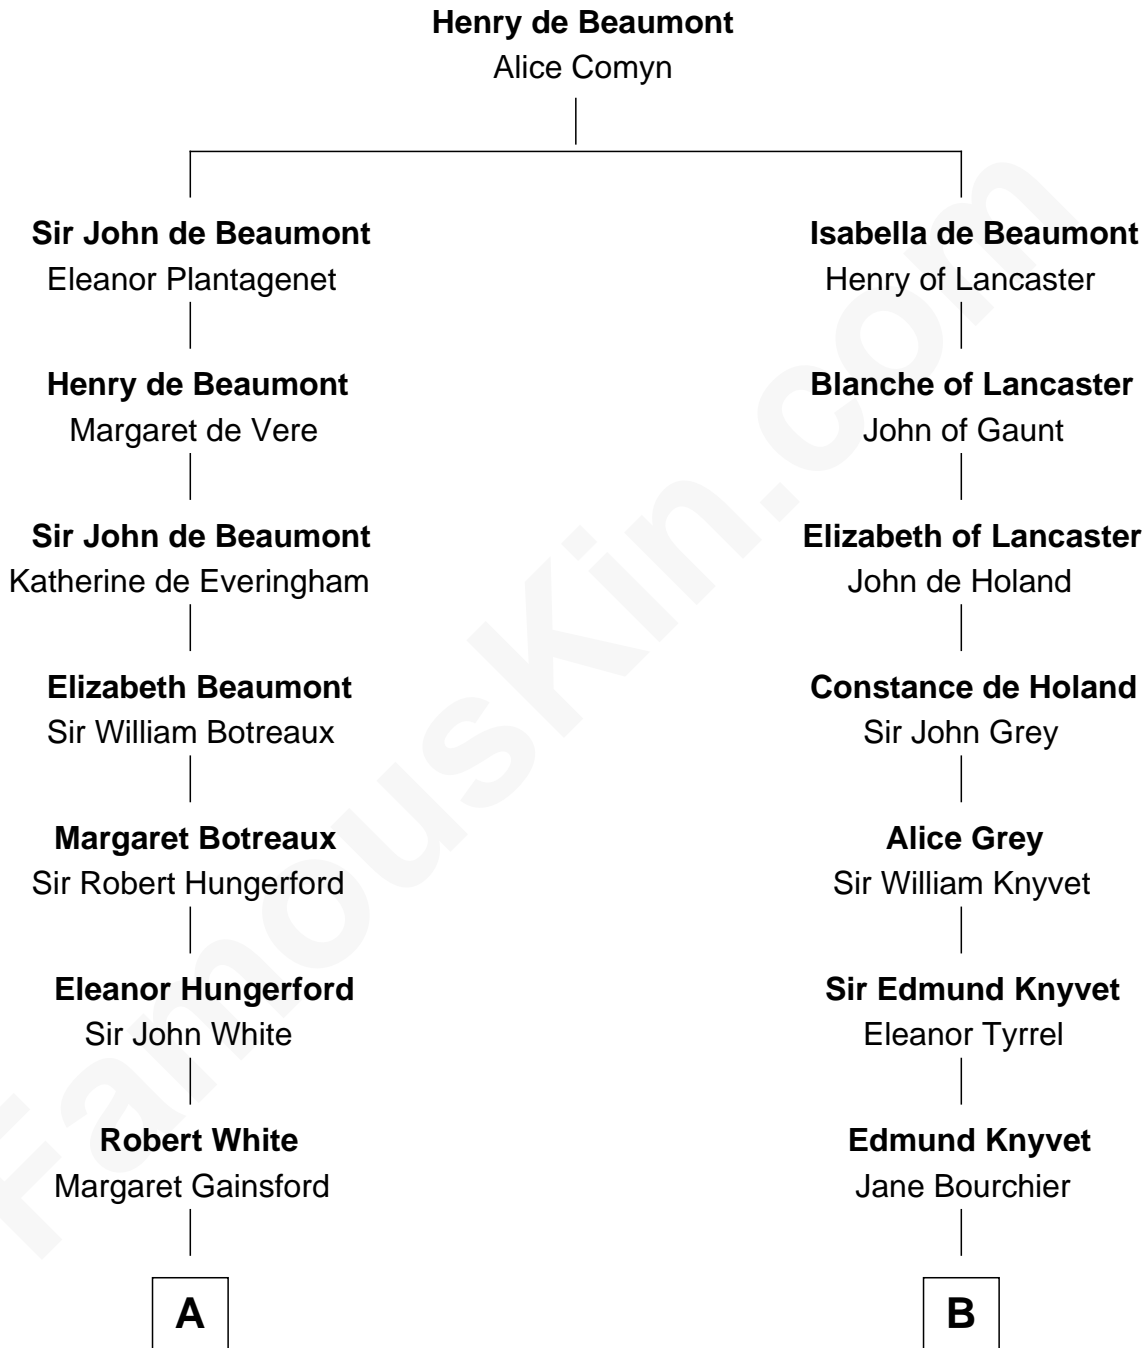 Henry de Beaumont
Alice Comyn
Sir John de Beaumont
Eleanor Plantagenet
Isabella de Beaumont
Henry of Lancaster
Henry de Beaumont
Margaret de Vere
Blanche of Lancaster
John of Gaunt
Sir John de Beaumont
Katherine de Everingham
Elizabeth of Lancaster
John de Holand
Elizabeth Beaumont
Sir William Botreaux
Constance de Holand
Sir John Grey
Margaret Botreaux
Sir Robert Hungerford
Alice Grey
Sir William Knyvet
Eleanor Hungerford
Sir John White
Sir Edmund Knyvet
Eleanor Tyrrel
Robert White
Margaret Gainsford
Edmund Knyvet
Jane Bourchier
A
B
FamousKin.com